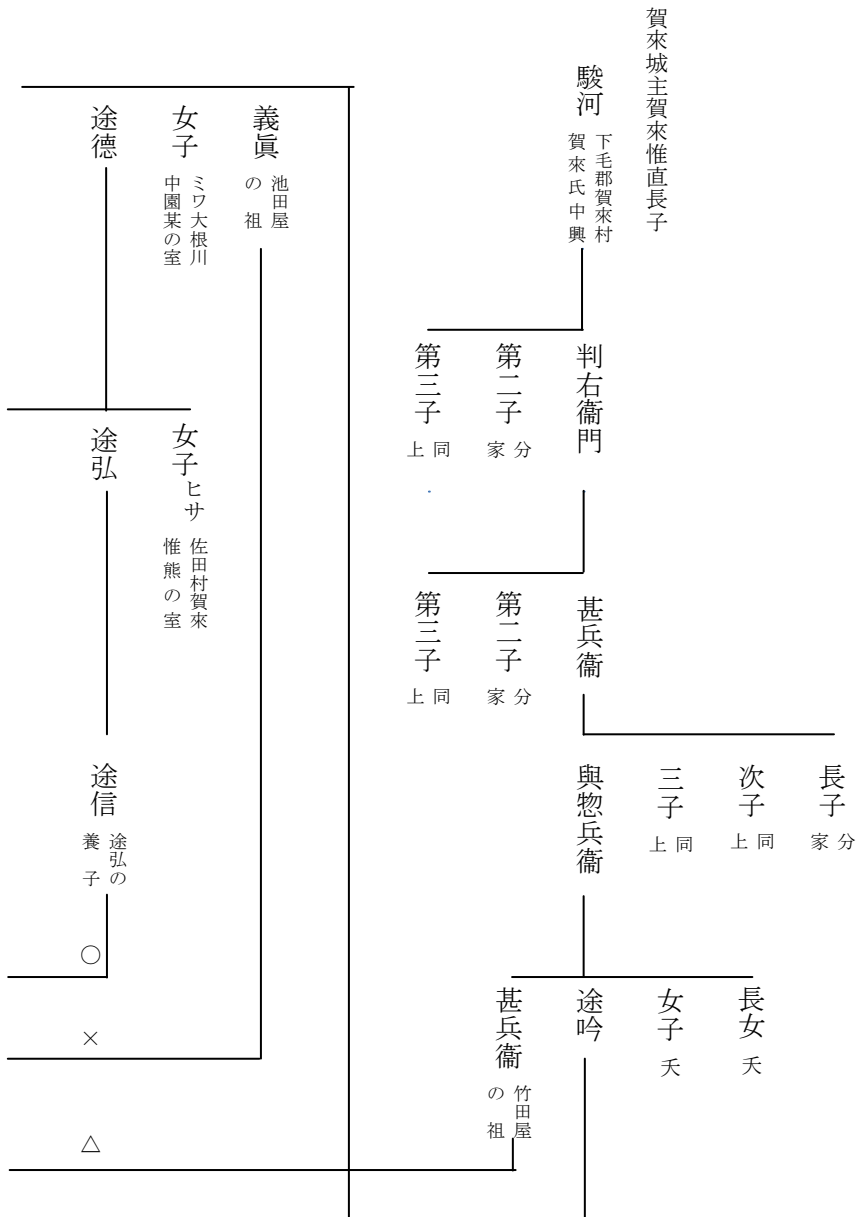 賀來城主賀來惟直長子
駿河
下毛郡賀來村
賀來氏中興
判右衞門
第二子
分家
第三子
同上
甚兵衞
第二子
分家
第三子
同上
長子
分家
次子
同上
三子
同上
與惣兵衞
長女 夭
女子 夭
途吟
甚兵衞
竹田屋
の祖
義眞
池田屋
の祖
女子
ミワ大根川
中園某の室
途德
女子ヒサ
佐田村賀來
惟熊の室
途弘
途信
途弘の
養子
○
×
△